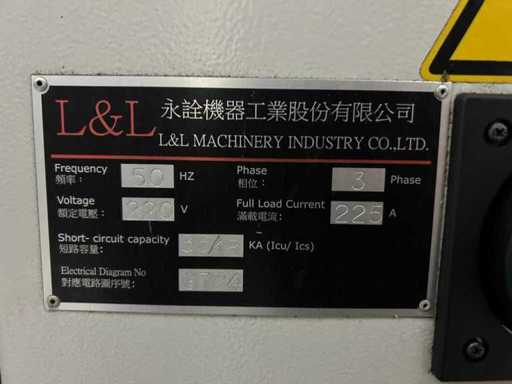 L&L 永詮機器工業股份有限公司
L&L MACHINERY INDUSTRY CO.,LTD.
Frequency 50 HZ Phase 3 Phase
頻率: 相位:
Voltage V Full Load Current 225 A
額定電壓: 滿載電流:
Short- circuit capacity KA (Icu/ Ics)
短路容量:
Electrical Diagram No
對應電路圖序號: